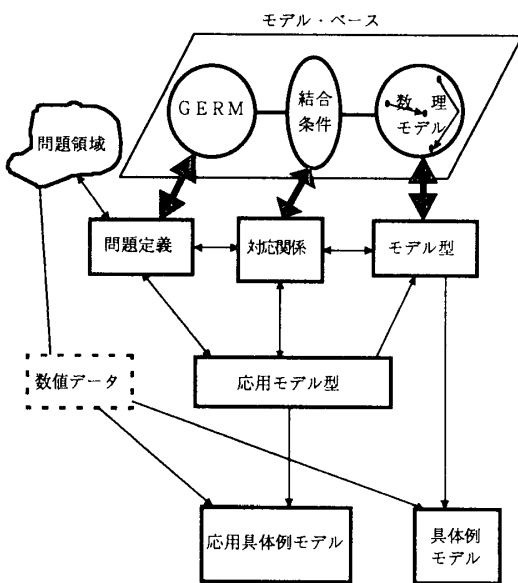 モデル・ベース
GERM
結合
条件
数 理
モデル
問題領域
問題定義
対応関係
モデル型
数値データ
応用モデル型
応用具体例モデル
具体例
モデル